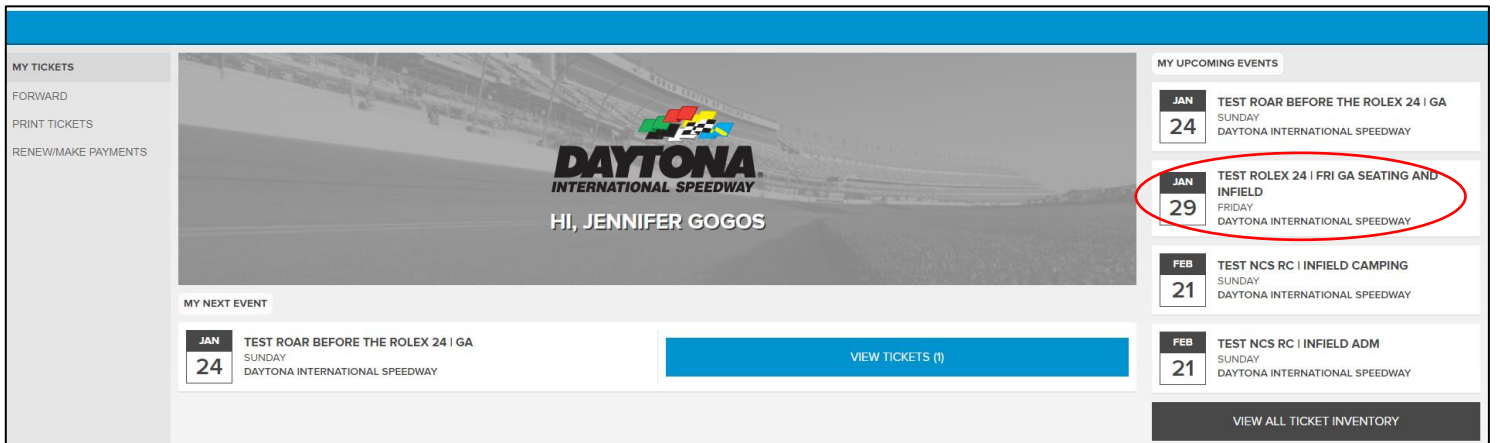 MY TICKETS
FORWARD
PRINT TICKETS
RENEW/MAKE PAYMENTS
DAYTONA
INTERNATIONAL SPEEDWAY
HI, JENNIFER GOGOS
MY NEXT EVENT
JAN
24
TEST ROAR BEFORE THE ROLEX 24 | GA
SUNDAY
DAYTONA INTERNATIONAL SPEEDWAY
VIEW TICKETS (1)
MY UPCOMING EVENTS
JAN
24
TEST ROAR BEFORE THE ROLEX 24 | GA
SUNDAY
DAYTONA INTERNATIONAL SPEEDWAY
JAN
29
TEST ROLEX 24 | FRI GA SEATING AND
INFIELD
FRIDAY
DAYTONA INTERNATIONAL SPEEDWAY
FEB
21
TEST NCS RC | INFIELD CAMPING
SUNDAY
DAYTONA INTERNATIONAL SPEEDWAY
FEB
21
TEST NCS RC | INFIELD ADM
SUNDAY
DAYTONA INTERNATIONAL SPEEDWAY
VIEW ALL TICKET INVENTORY